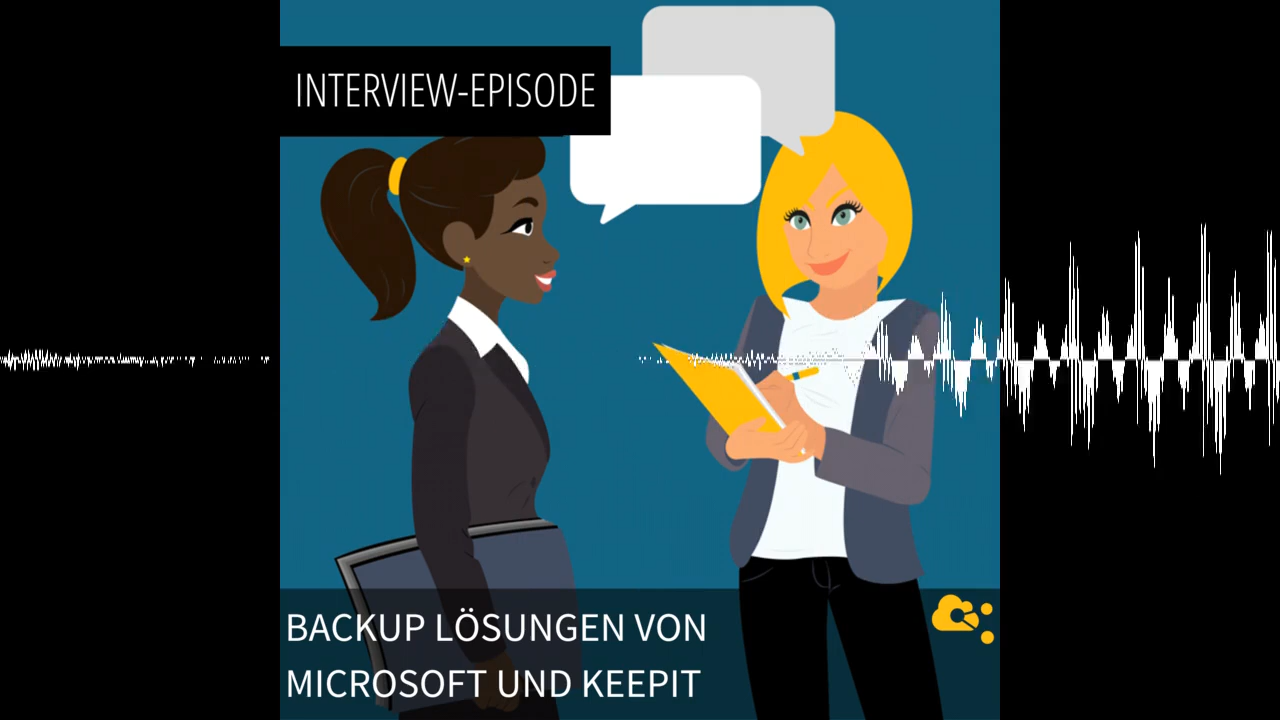 INTERVIEW-EPISODE
BACKUP LÖSUNGEN VON
MICROSOFT UND KEEPIT